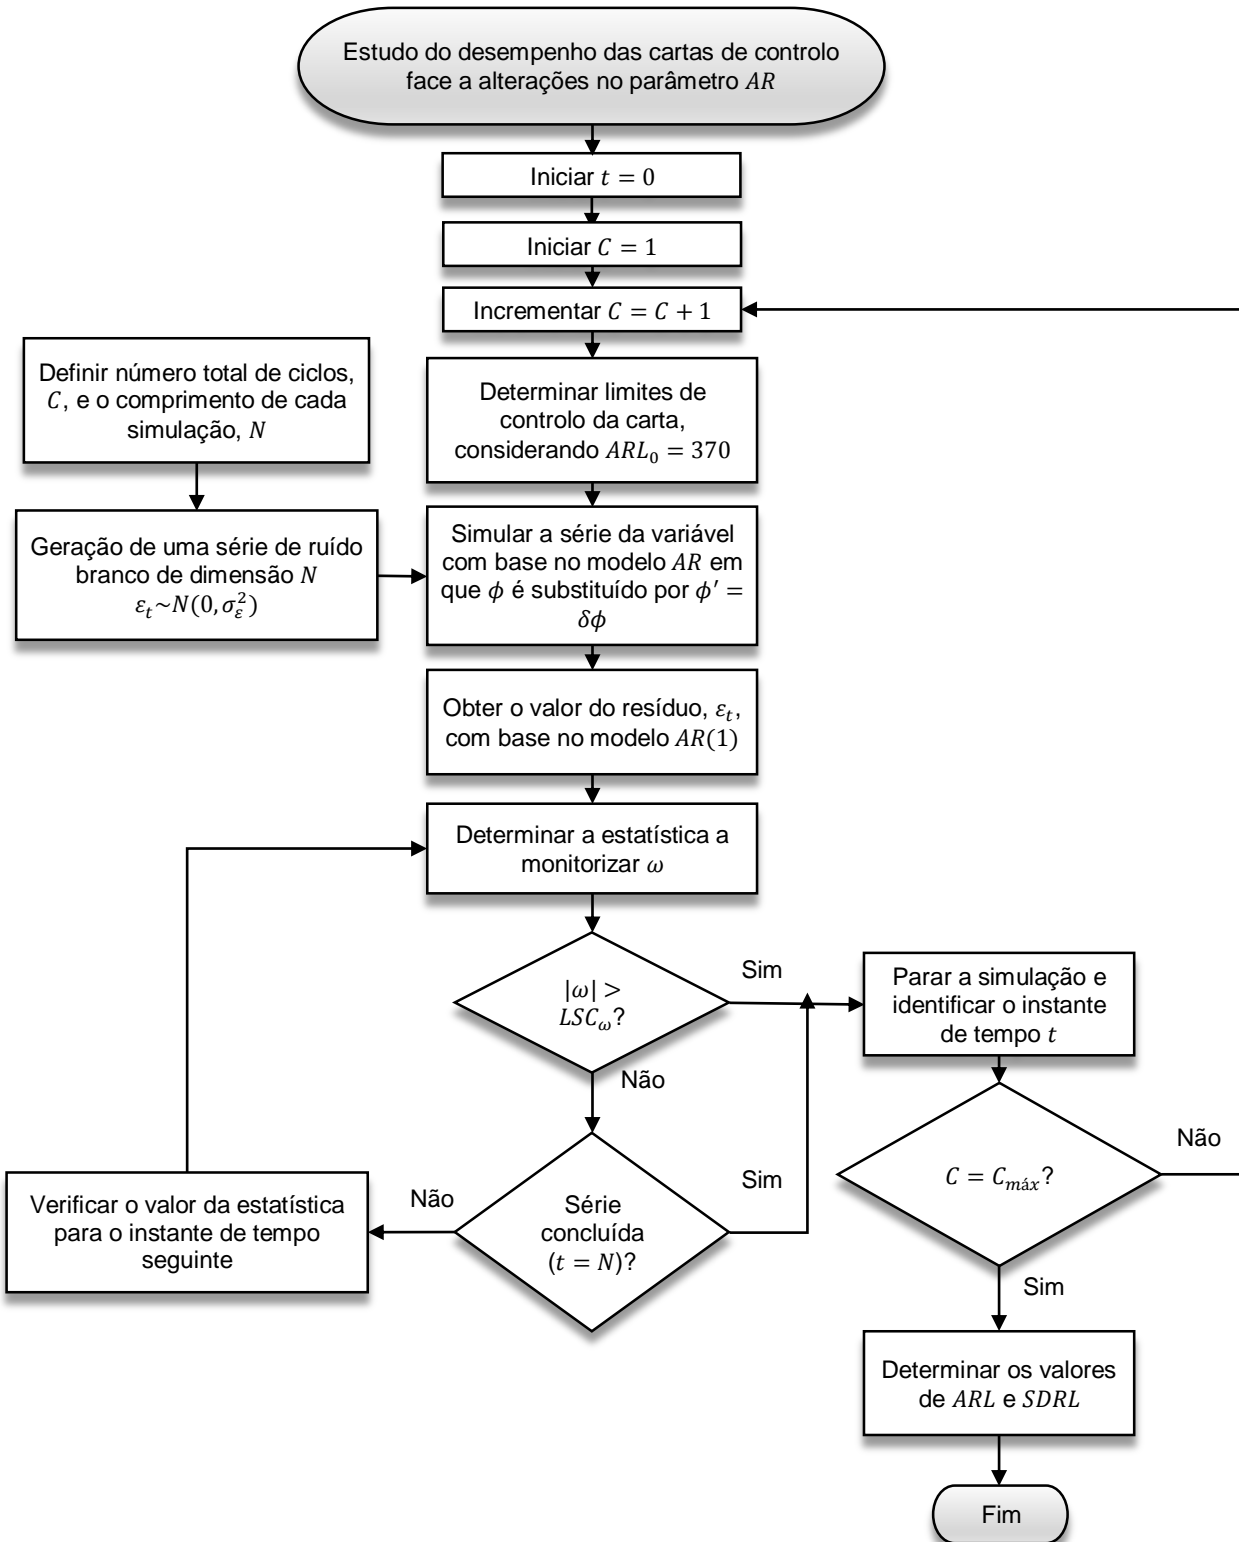 Estudo do desempenho das cartas de controlo
face a alterações no parâmetro AR
Iniciar t = 0
Iniciar C = 1
Incrementar C = C + 1
Definir número total de ciclos,
C, e o comprimento de cada
simulação, N
Determinar limites de
controlo da carta,
considerando ARL₀ = 370
Geração de uma série de ruído
branco de dimensão N
ε_t~N(0, σ_ε²)
Simular a série da variável
com base no modelo AR em
que ϕ é substituído por ϕ′ =
δϕ
Obter o valor do resíduo, ε_t,
com base no modelo AR(1)
Determinar a estatística a
monitorizar ω
|ω| >
LSC_ω?
Sim
Não
Parar a simulação e
identificar o instante
de tempo t
Série
concluída
(t = N)?
Sim
Não
Verificar o valor da estatística
para o instante de tempo
seguinte
C = C_máx?
Não
Sim
Determinar os valores
de ARL e SDRL
Fim